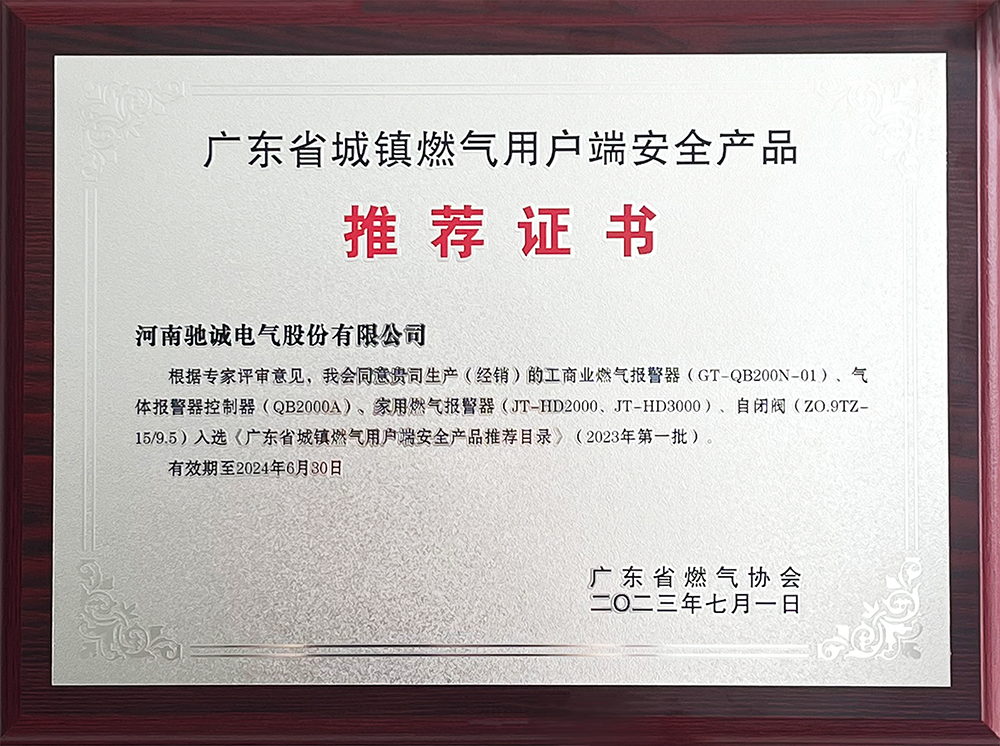 广东省城镇燃气用户端安全产品
推荐证书
河南驰诚电气股份有限公司
根据专家评审意见，我会同意贵司生产（经销）的工商业燃气报警器（GT-QB200N-01）、气
体报警器控制器（QB2000A）、家用燃气报警器（JT-HD2000、JT-HD3000）、自闭阀（ZO.9TZ-
15/9.5）入选《广东省城镇燃气用户端安全产品推荐目录》（2023年第一批）。
有效期至2024年6月30日
广东省燃气协会
二〇二三年七月一日